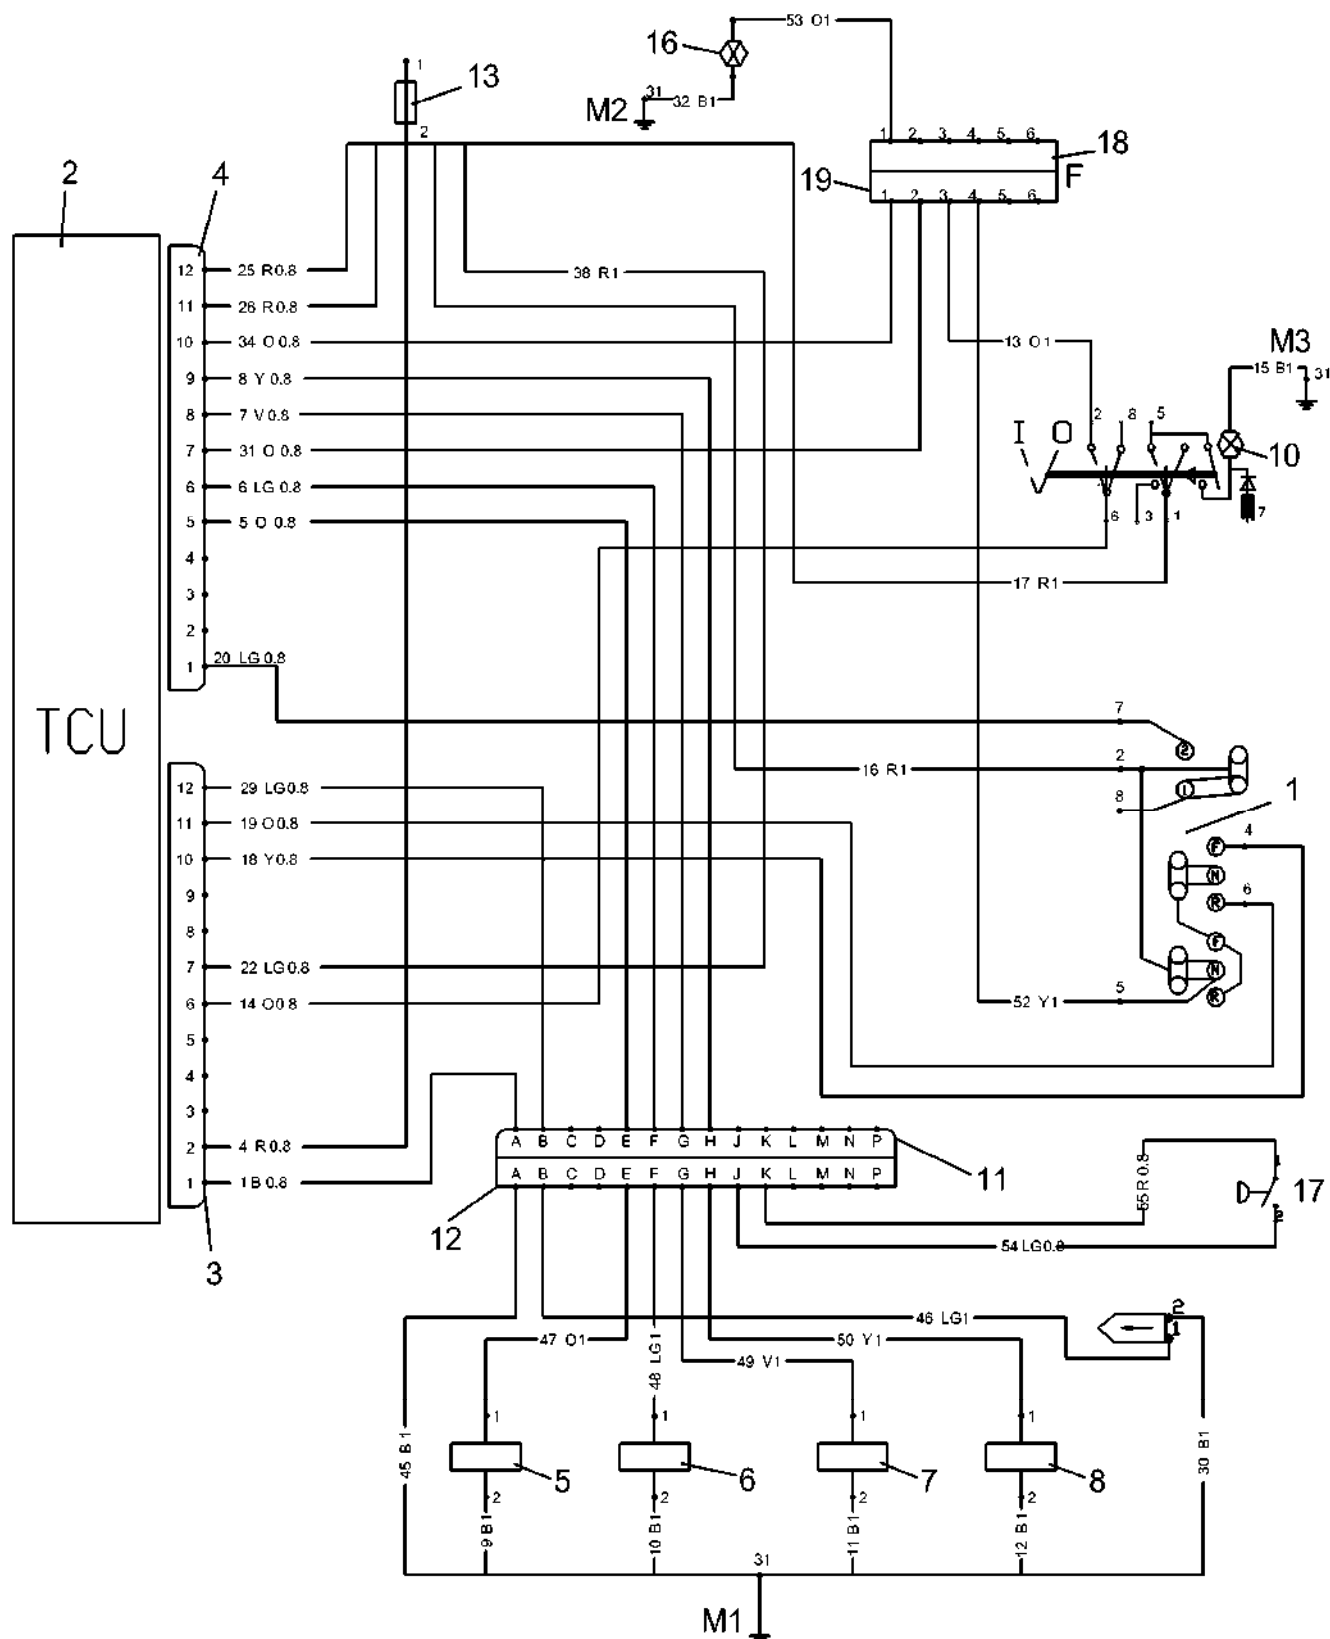 53 O1
16
1
13
31
32 B1
M2
2
1 2 3 4 5 6
18
2
4
19
F
1 2 3 4 5 6
12
25 R0.8
38 R1
11
26 R0.8
10
34 O 0.8
13 O1
M3
15 B1
31
9
8 Y 0.8
8
7 V 0.8
2 8 5
I O
10
7
31 O 0.8
6
6 LG 0.8
6 3 1 7
5
5 O 0.8
4
3
17 R1
2
1
20 LG 0.8
TCU
7
2
2
16 R1
12
29 LG0.8
8
1
1
11
19 O0.8
F
4
10
18 Y0.8
N
9
R
6
8
F
7
22 LG0.8
N
6
14 O0.8
52 Y1
5
R
5
4
3
2
4 R0.8
A B C D E F G H J K L M N P
1
1 B 0.8
A B C D E F G H J K L M N P
11
55 R 0.8
1
17
2
12
54 LG0.8
3
46 LG1
2
1
47 O1
48 LG1
50 Y1
49 V1
1 1 1 1
45 B 1
5
6
7
8
30 B1
2 2 2 2
9 B1
10 B1
11 B1
12 B1
31
M1